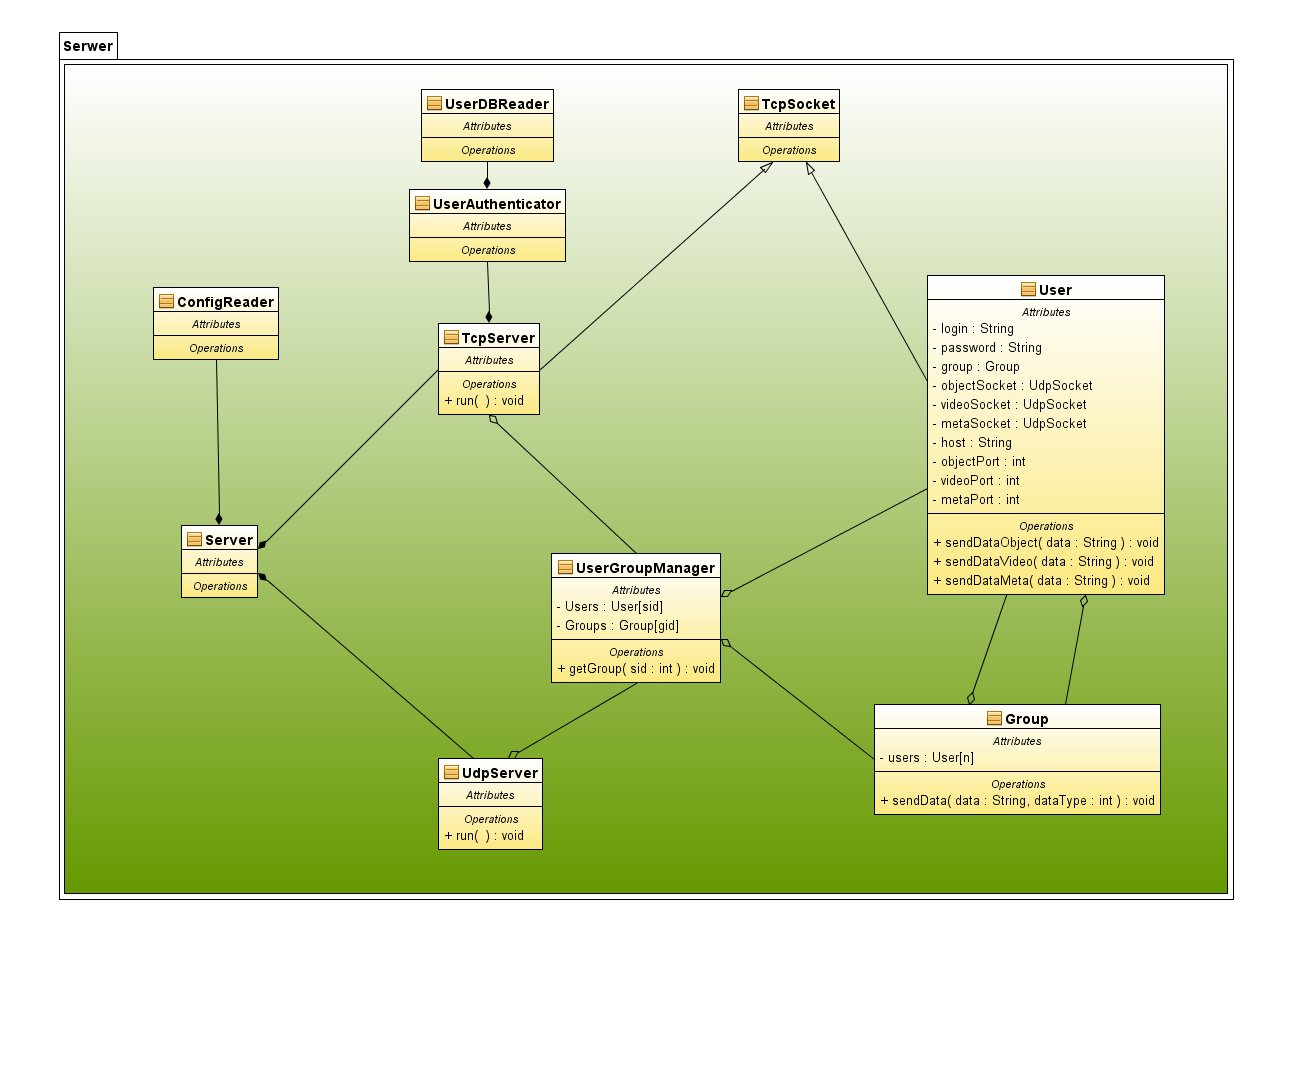 Serwer
UserDBReader
Attributes
Operations
TcpSocket
Attributes
Operations
UserAuthenticator
Attributes
Operations
ConfigReader
Attributes
Operations
User
Attributes
- login : String
- password : String
- group : Group
- objectSocket : UdpSocket
- videoSocket : UdpSocket
- metaSocket : UdpSocket
- host : String
- objectPort : int
- videoPort : int
- metaPort : int
Operations
+ sendDataObject( data : String ) : void
+ sendDataVideo( data : String ) : void
+ sendDataMeta( data : String ) : void
TcpServer
Attributes
Operations
+ run(  ) : void
Server
Attributes
Operations
UserGroupManager
Attributes
- Users : User[sid]
- Groups : Group[gid]
Operations
+ getGroup( sid : int ) : void
Group
Attributes
- users : User[n]
Operations
+ sendData( data : String, dataType : int ) : void
UdpServer
Attributes
Operations
+ run(  ) : void